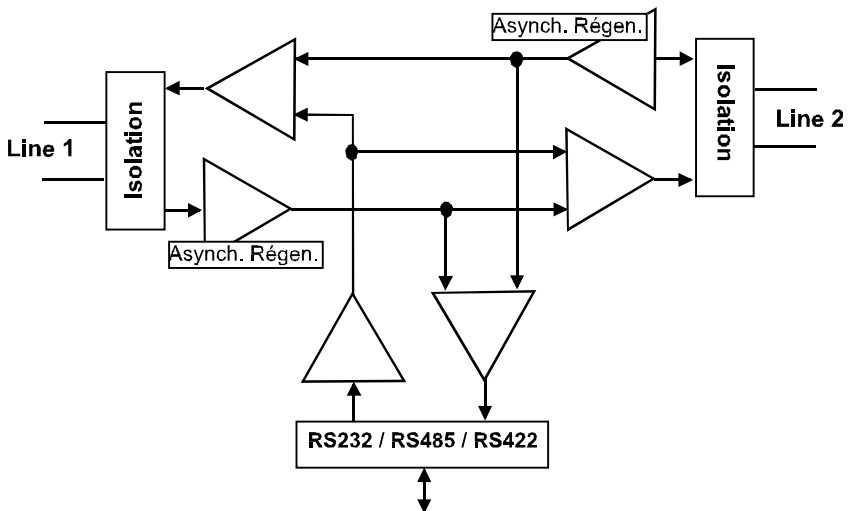 Asynch. Régen.
Isolation
Isolation
Line 1
Line 2
Asynch. Régen.
RS232 / RS485 / RS422